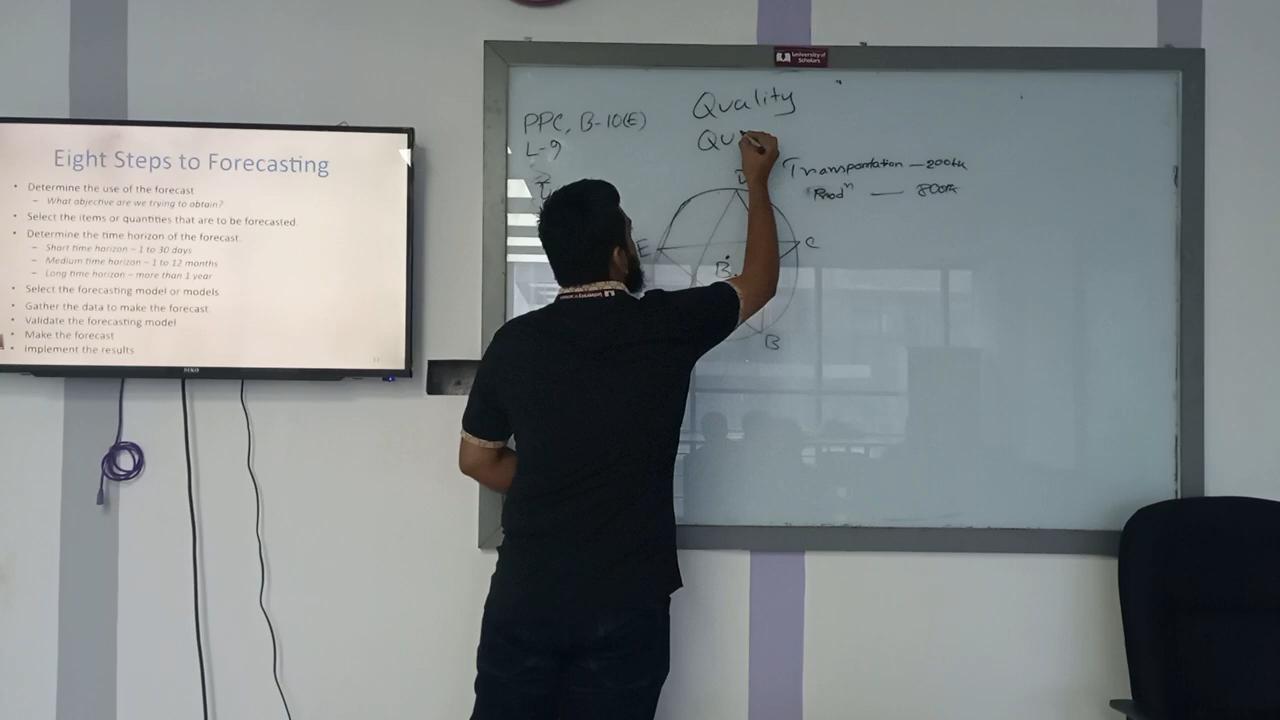 Eight Steps to Forecasting
• Determine the use of the forecast
– What objective are we trying to obtain?
• Select the items or quantities that are to be forecasted.
• Determine the time horizon of the forecast.
– Short time horizon – 1 to 30 days
– Medium time horizon – 1 to 12 months
– Long time horizon – more than 1 year
• Select the forecasting model or models
• Gather the data to make the forecast
• Validate the forecasting model
• Make the forecast
• implement the results
University of
Scholars
PPC, B-10(E)
L-9
Quality
Qu
Transportation — 200tk
Prodⁿ — 800tk
D
E
C
B
B